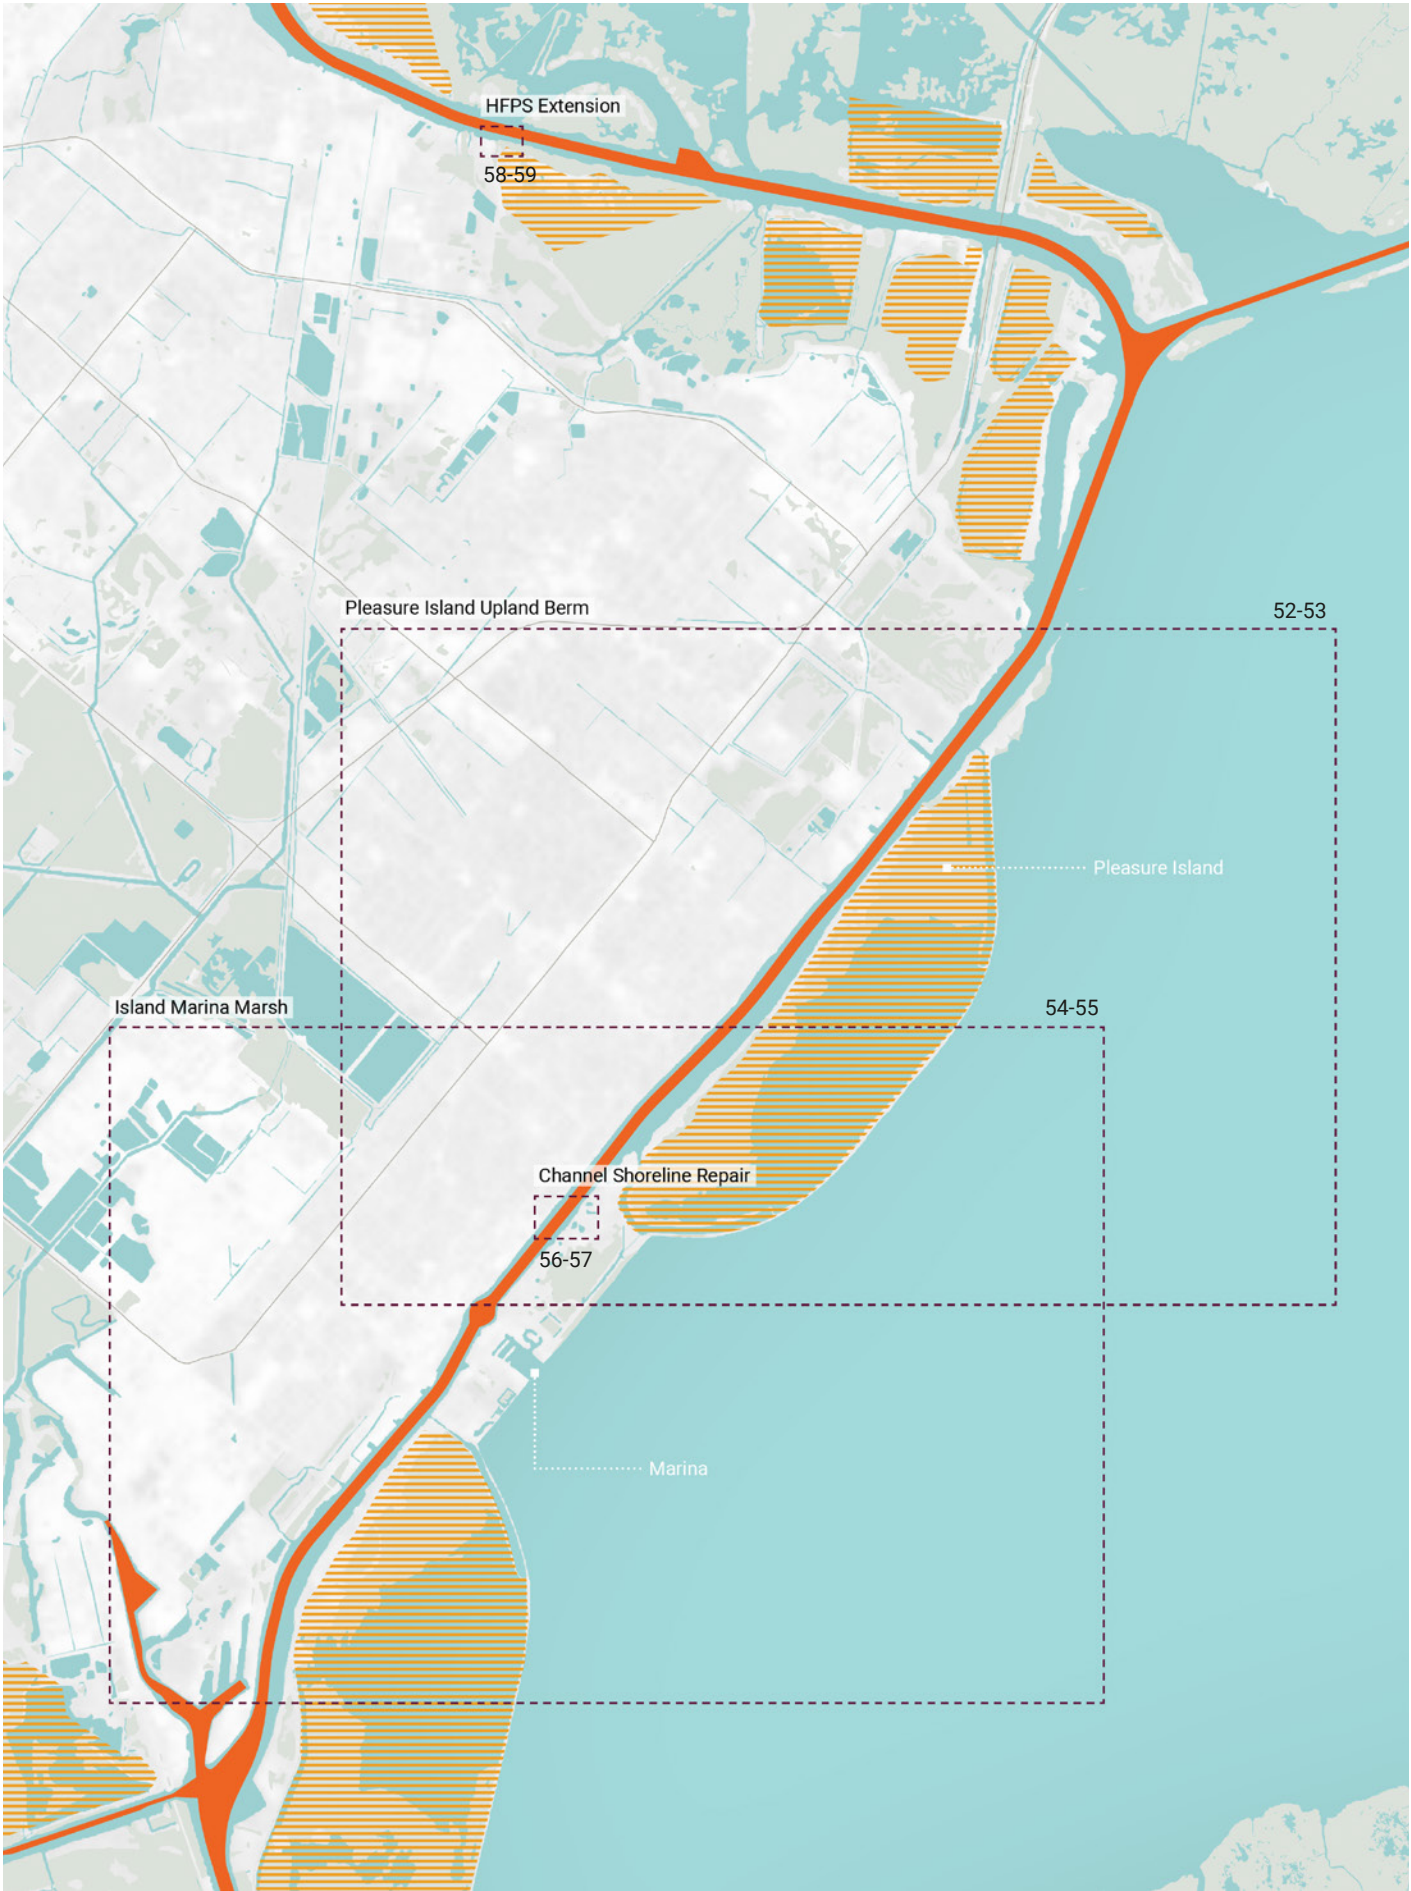 HFPS Extension
58-59
Pleasure Island Upland Berm
52-53
Pleasure Island
Island Marina Marsh
54-55
Channel Shoreline Repair
56-57
Marina